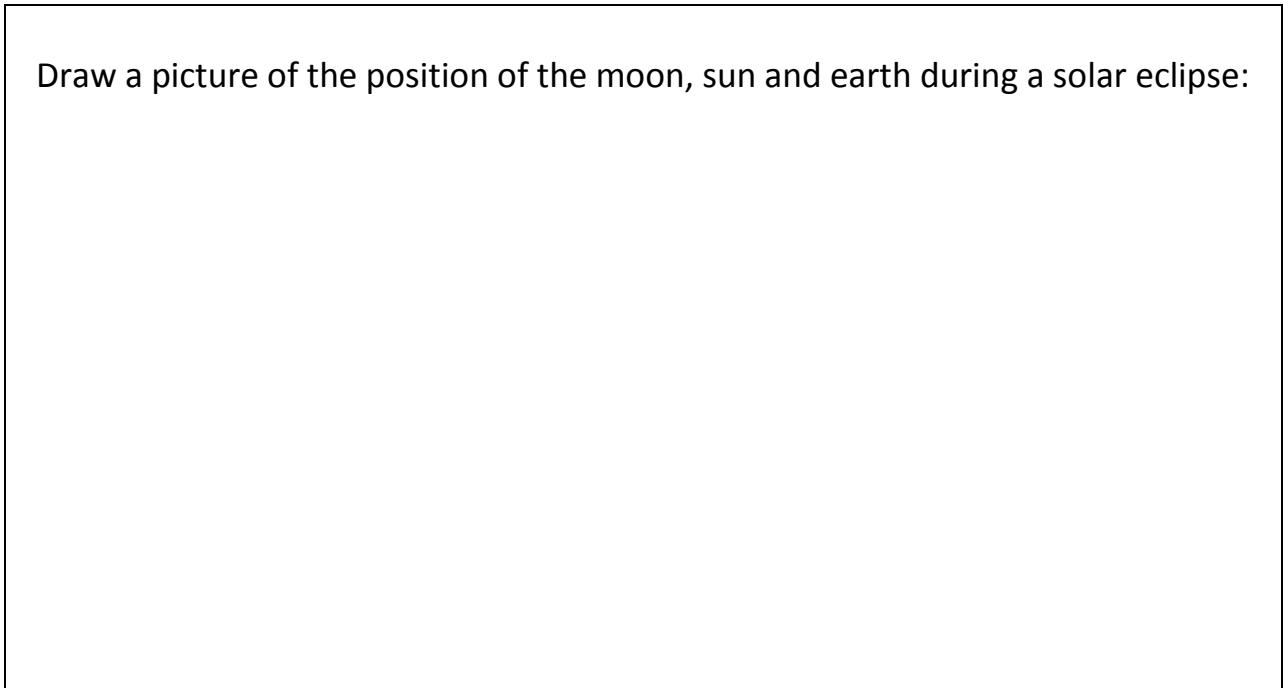 Draw a picture of the position of the moon, sun and earth during a solar eclipse: